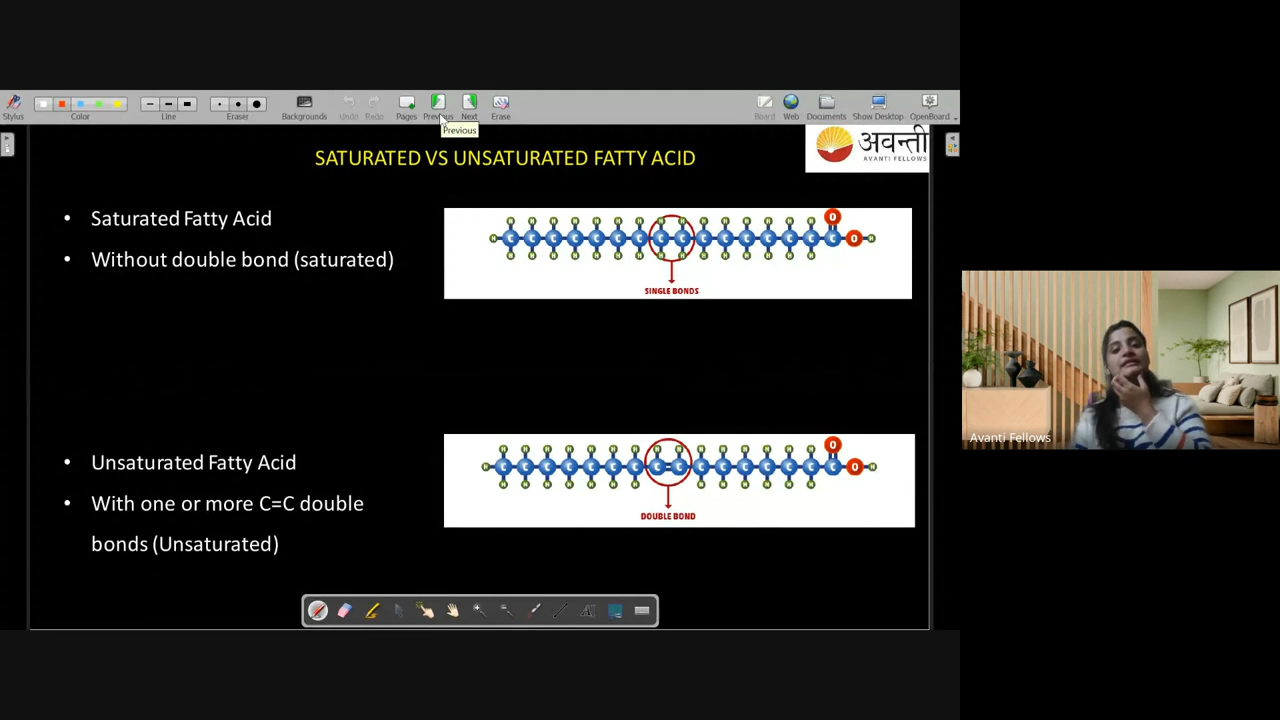 Stylus
Color
Line
Eraser
Backgrounds
Undo
Redo
Pages
Previous
Next
Erase
Board
Web
Documents
Show Desktop
OpenBoard
Previous
SATURATED VS UNSATURATED FATTY ACID
अवन्ती
AVANTI FELLOWS
• Saturated Fatty Acid
• Without double bond (saturated)
H H H H H H H H H H H H H H H O
H C C C C C C C C C C C C C C C C O H
H H H H H H H H H H H H H H H
SINGLE BONDS
• Unsaturated Fatty Acid
• With one or more C=C double
bonds (Unsaturated)
H H H H H H H H H H H H H H H O
H C C C C C C C C C C C C C C C C O H
H H H H H H H H H H H H H
DOUBLE BOND
Avanti Fellows